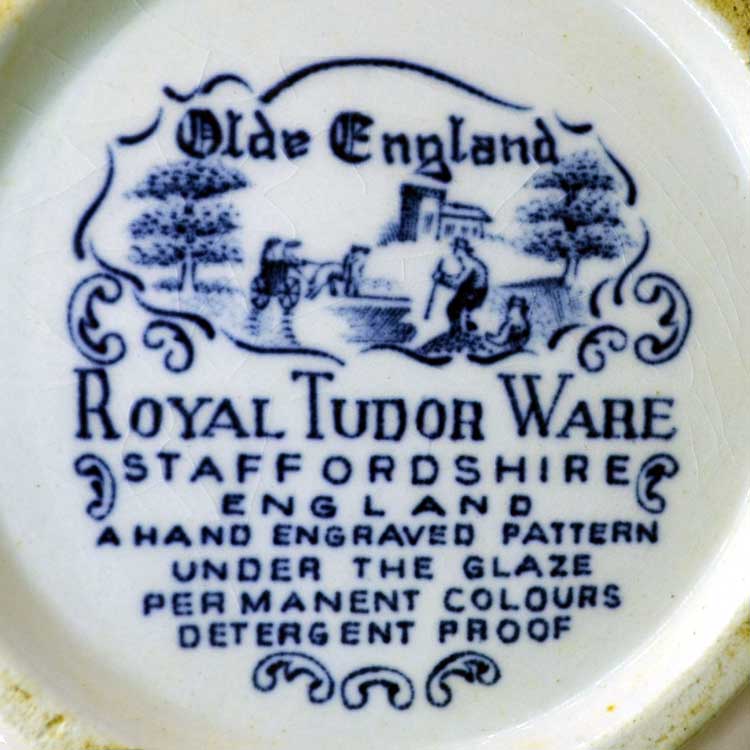 Olde England
ROYAL TUDOR WARE
STAFFORDSHIRE
ENGLAND
A HAND ENGRAVED PATTERN
UNDER THE GLAZE
PERMANENT COLOURS
DETERGENT PROOF